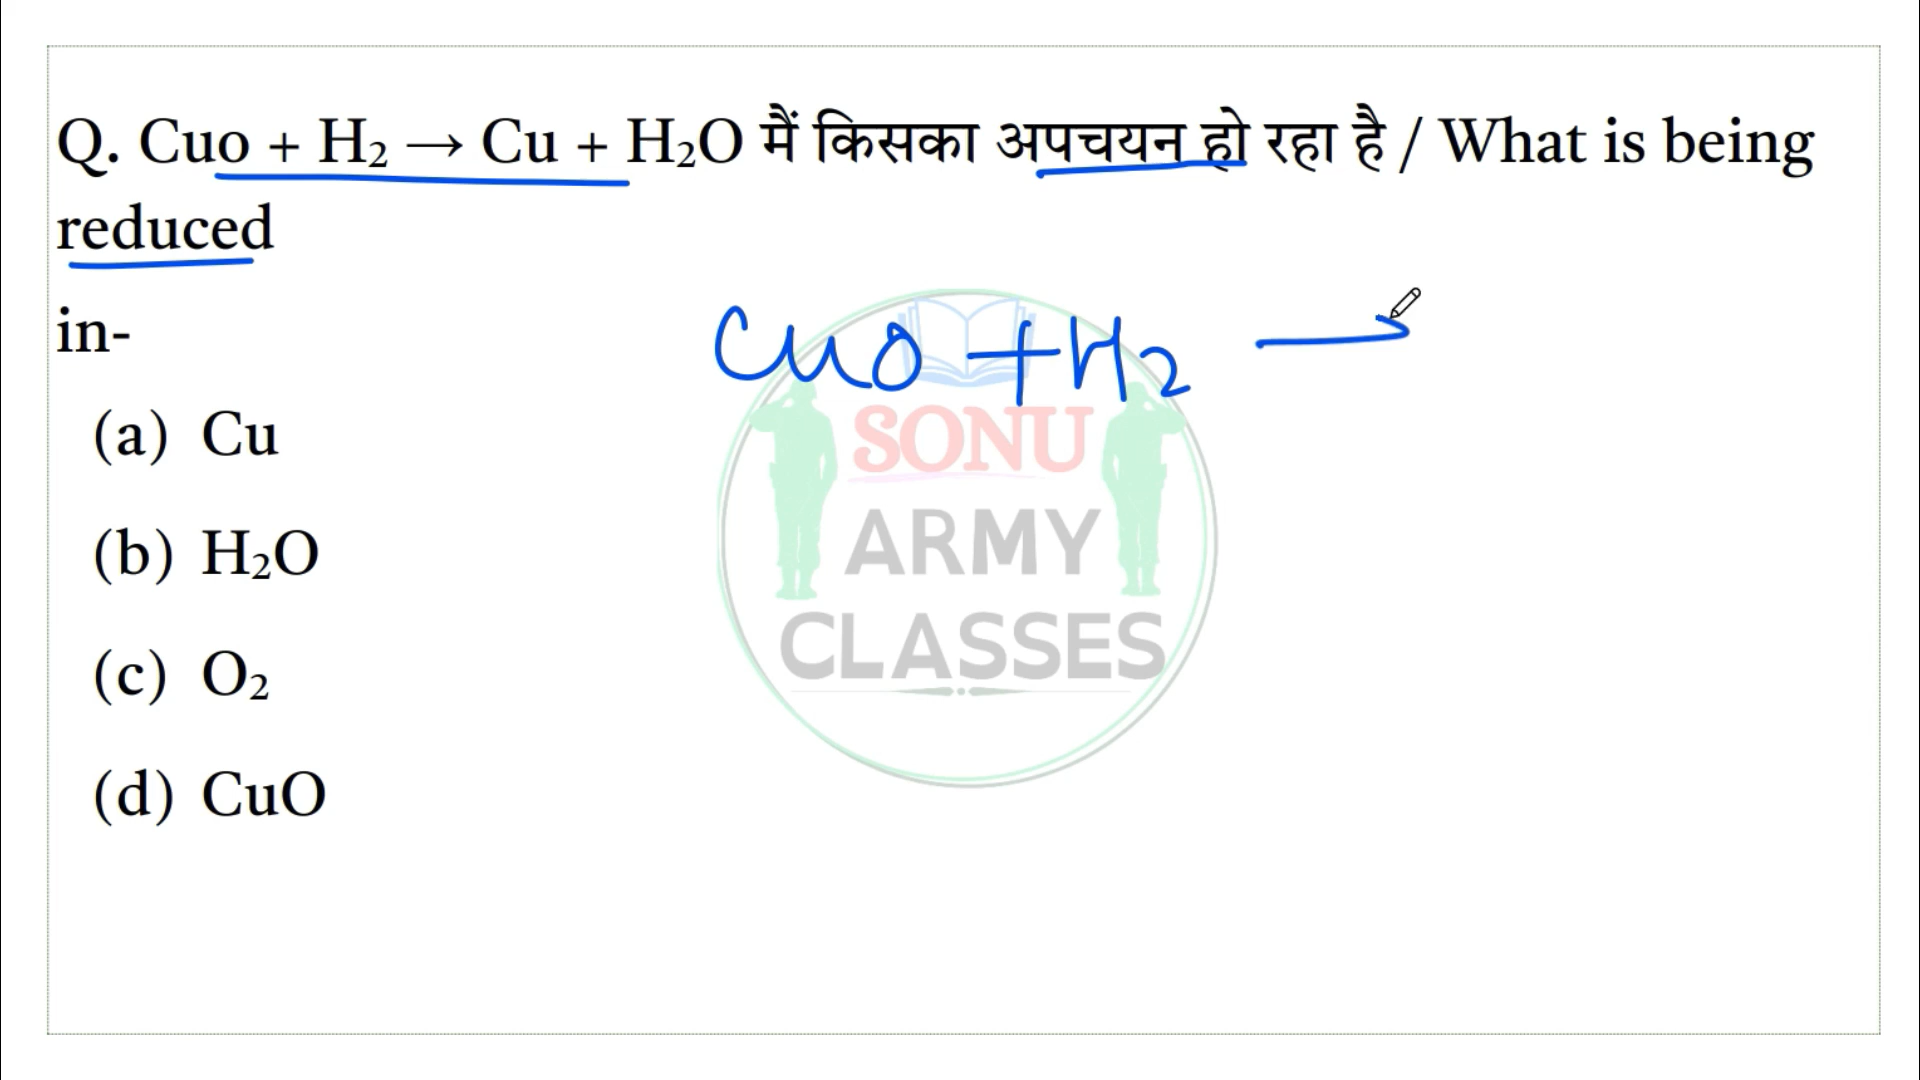 Q. Cuo + H₂ → Cu + H₂O मैं किसका अपचयन हो रहा है / What is being
reduced
in-
CuO + H₂ →
(a) Cu
(b) H₂O
(c) O₂
(d) CuO
SONU
ARMY
CLASSES